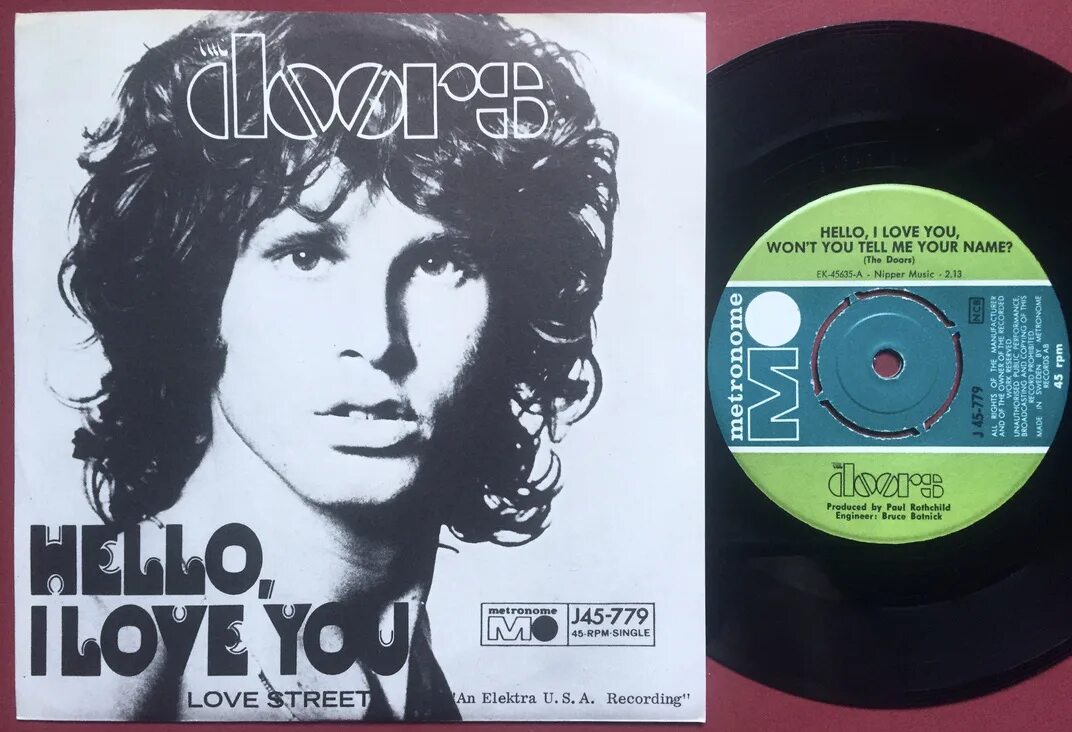 THE
doors
HELLO,
I LOVE YOU
LOVE STREET
metronome
J45-779
45-RPM-SINGLE
"An Elektra U.S.A. Recording"
HELLO, I LOVE YOU,
WON'T YOU TELL ME YOUR NAME?
(The Doors)
EK-45635-A - Nipper Music - 2.13
metronome
NCB
J 45-779
ALL RIGHTS OF THE MANUFACTURER
AND OF THE OWNER OF THE RECORDED
WORK RESERVED
UNAUTHORISED PUBLIC PERFORMANCE,
BROADCASTING AND COPYING OF THIS
RECORD PROHIBITED.
MADE IN SWEDEN BY METRONOME
RECORDS AB
45 rpm
THE
doors
Produced by Paul Rothchild
Engineer: Bruce Botnick